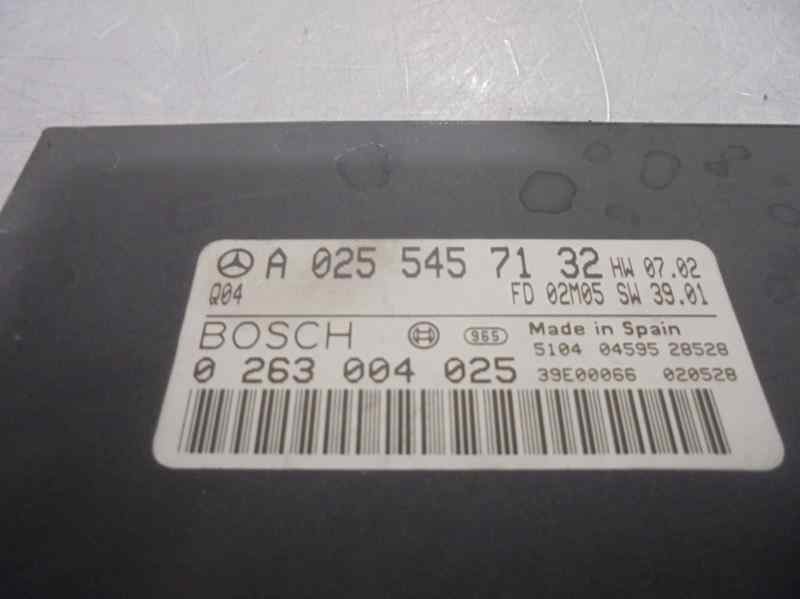 A 025 545 71 32 HW 07.02
Q04 FD 02M05 SW 39.01
BOSCH 965 Made in Spain
5104 04595 28528
0 263 004 025 39E00066 020528